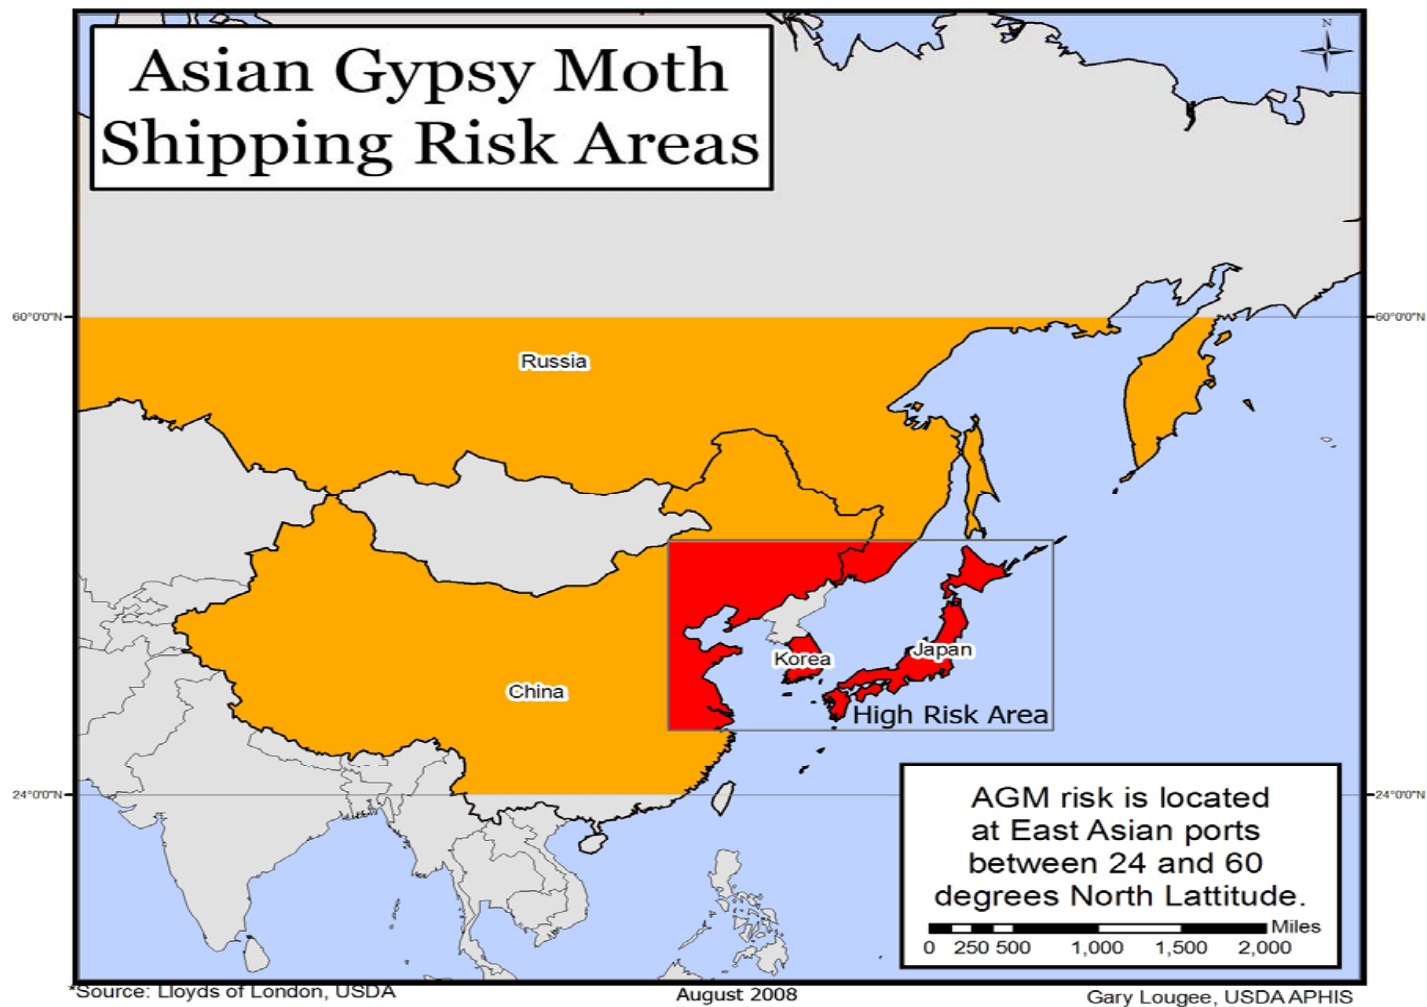 Asian Gypsy Moth
Shipping Risk Areas
N
60°0'0"N
60°0'0"N
Russia
Korea
Japan
China
High Risk Area
24°0'0"N
24°0'0"N
AGM risk is located
at East Asian ports
between 24 and 60
degrees North Lattitude.
Miles
0 250 500 1,000 1,500 2,000
*Source: Lloyds of London, USDA
August 2008
Gary Lougee, USDA APHIS